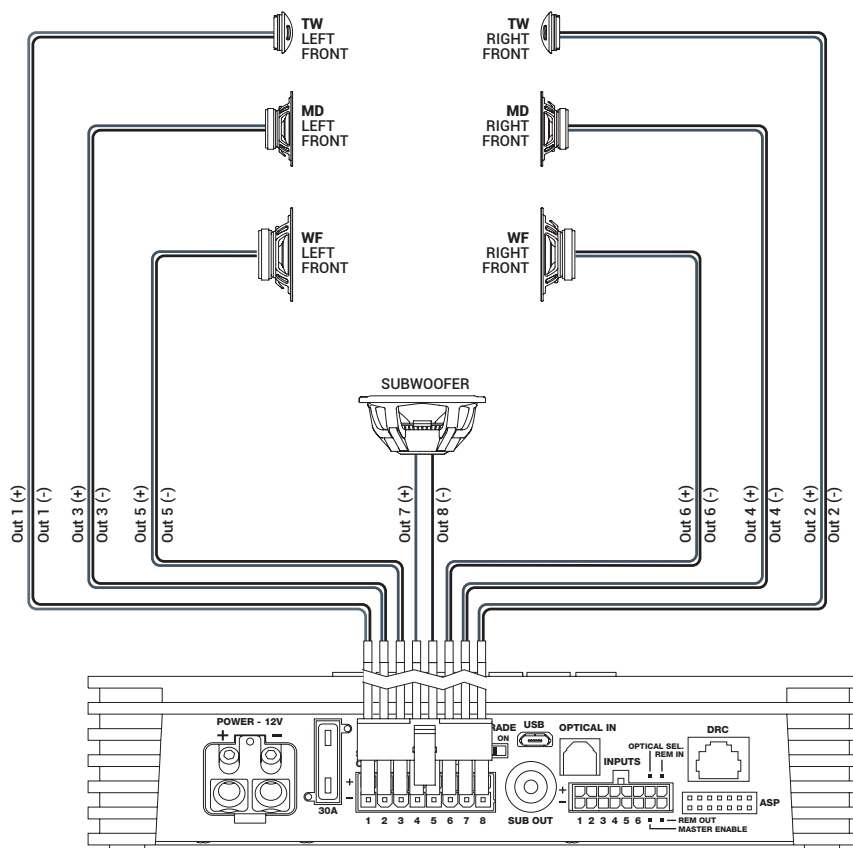 TW
LEFT
FRONT
TW
RIGHT
FRONT
MD
LEFT
FRONT
MD
RIGHT
FRONT
WF
LEFT
FRONT
WF
RIGHT
FRONT
SUBWOOFER
Out 1 (+)
Out 1 (-)
Out 3 (+)
Out 3 (-)
Out 5 (+)
Out 5 (-)
Out 7 (+)
Out 8 (-)
Out 6 (+)
Out 6 (-)
Out 4 (+)
Out 4 (-)
Out 2 (+)
Out 2 (-)
POWER - 12V
+ -
30A
+
-
1 2 3 4 5 6 7 8
RADE
ON
USB
SUB OUT
OPTICAL IN
OPTICAL SEL.
REM IN
INPUTS
+
-
1 2 3 4 5 6
REM OUT
MASTER ENABLE
DRC
ASP